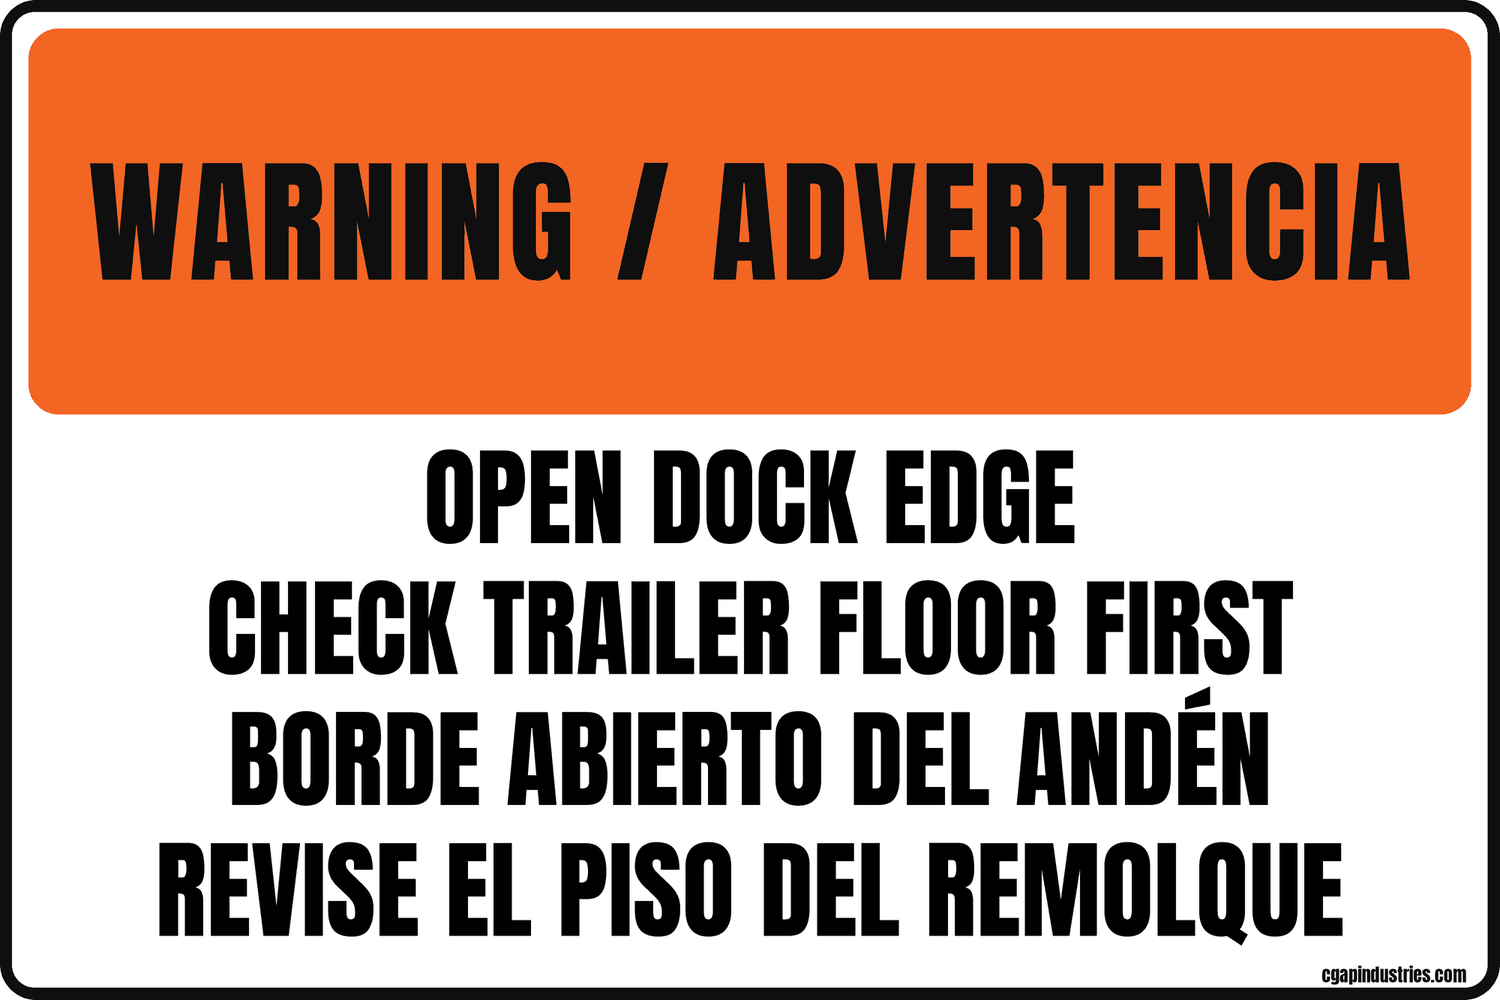 WARNING / ADVERTENCIA
OPEN DOCK EDGE
CHECK TRAILER FLOOR FIRST
BORDE ABIERTO DEL ANDÉN
REVISE EL PISO DEL REMOLQUE
cgapindustries.com